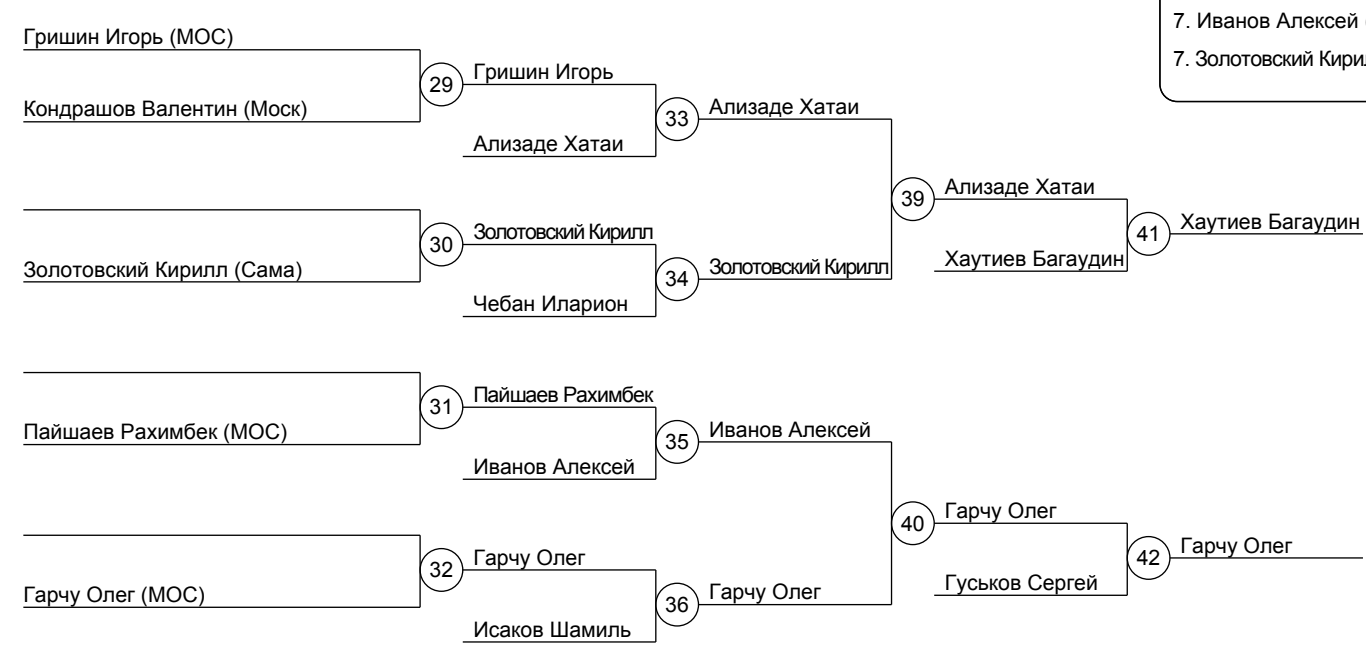 7. Иванов Алексей
Гришин Игорь (МОС)
7. Золотовский
29
Гришин Игорь
Кондрашов Валентин (Моск)
33
Ализаде Хатаи
Ализаде Хатаи
39
Ализаде Хатаи
30
Золотовский Кирилл
41
Хаутиев Багаудин
Золотовский Кирилл (Сама)
34
Золотовский Кирилл
Хаутиев Багаудин
Чебан Иларион
31
Пайшаев Рахимбек
Пайшаев Рахимбек (МОС)
35
Иванов Алексей
Иванов Алексей
40
Гарчу Олег
32
Гарчу Олег
42
Гарчу Олег
Гарчу Олег (МОС)
36
Гарчу Олег
Гуськов Сергей
Исаков Шамиль